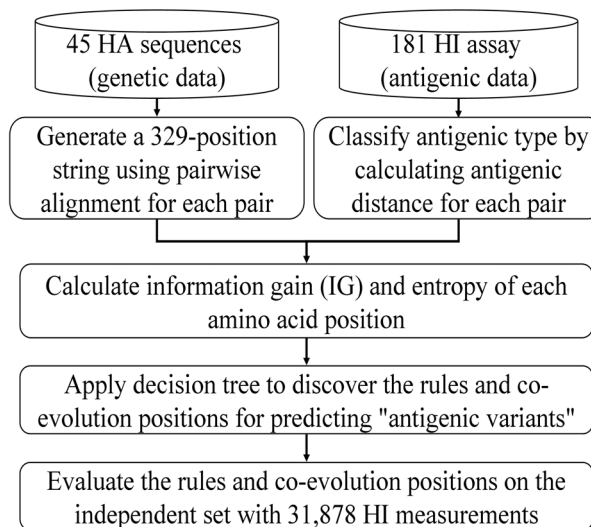 45 HA sequences
(genetic data)
181 HI assay
(antigenic data)
Generate a 329-position
string using pairwise
alignment for each pair
Classify antigenic type by
calculating antigenic
distance for each pair
Calculate information gain (IG) and entropy of each
amino acid position
Apply decision tree to discover the rules and co-
evolution positions for predicting "antigenic variants"
Evaluate the rules and co-evolution positions on the
independent set with 31,878 HI measurements